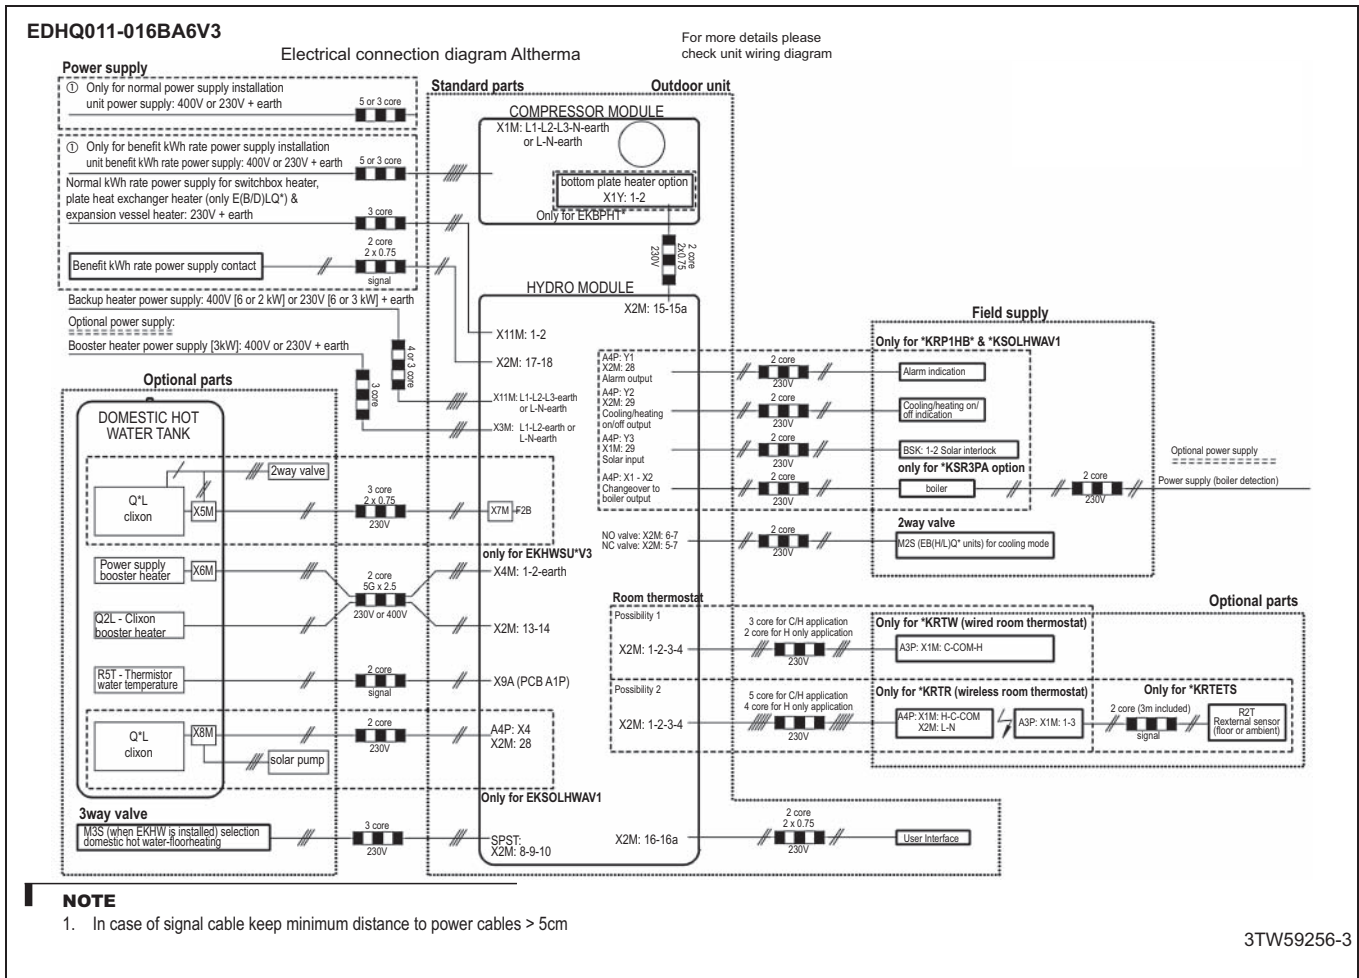 EDHQ011-016BA6V3
Electrical connection diagram Altherma
For more details please
check unit wiring diagram
Power supply
① Only for normal power supply installation
unit power supply: 400V or 230V + earth
5 or 3 core
① Only for benefit kWh rate power supply installation
unit benefit kWh rate power supply: 400V or 230V + earth
5 or 3 core
Normal kWh rate power supply for switchbox heater,
plate heat exchanger heater (only E(B/D)LQ*) &
expansion vessel heater: 230V + earth
3 core
2 core
2 x 0.75
Benefit kWh rate power supply contact
signal
Backup heater power supply: 400V [6 or 2 kW] or 230V [6 or 3 kW] + earth
Optional power supply:
Booster heater power supply [3kW]: 400V or 230V + earth
4 or 3 core
3 core
Standard parts
Outdoor unit
COMPRESSOR MODULE
X1M: L1-L2-L3-N-earth
or L-N-earth
bottom plate heater option
X1Y: 1-2
Only for EKBPHT*
2 core
2x0.75
230V
HYDRO MODULE
X2M: 15-15a
X11M: 1-2
X2M: 17-18
X11M: L1-L2-L3-earth
or L-N-earth
X3M: L1-L2-earth or
L-N-earth
Optional parts
DOMESTIC HOT
WATER TANK
2way valve
Q*L
clixon
X5M
3 core
2 x 0.75
230V
X7M
F2B
only for EKHWSU*V3
Power supply
booster heater
X6M
2 core
5G x 2.5
230V or 400V
X4M: 1-2-earth
Q2L - Clixon
booster heater
X2M: 13-14
R5T - Thermistor
water temperature
2 core
signal
X9A (PCB A1P)
Q*L
clixon
X8M
2 core
230V
A4P: X4
X2M: 28
solar pump
Only for EKSOLHWAV1
3way valve
M3S (when EKHW is installed) selection
domestic hot water-floorheating
3 core
230V
SPST:
X2M: 8-9-10
Field supply
Only for *KRP1HB* & *KSOLHWAV1
A4P: Y1
X2M: 28
Alarm output
2 core
230V
Alarm indication
A4P: Y2
X2M: 29
Cooling/heating
on/off output
2 core
230V
Cooling/heating on/
off indication
A4P: Y3
X1M: 29
Solar input
2 core
230V
BSK: 1-2 Solar interlock
only for *KSR3PA option
A4P: X1 - X2
Changeover to
boiler output
2 core
230V
boiler
2 core
230V
Optional power supply
Power supply (boiler detection)
2way valve
NO valve: X2M: 6-7
NC valve: X2M: 5-7
2 core
230V
M2S (EB(H/L)Q* units) for cooling mode
Room thermostat
Optional parts
Possibility 1
3 core for C/H application
2 core for H only application
Only for *KRTW (wired room thermostat)
X2M: 1-2-3-4
230V
A3P: X1M: C-COM-H
Possibility 2
5 core for C/H application
4 core for H only application
Only for *KRTR (wireless room thermostat)
Only for *KRTETS
X2M: 1-2-3-4
230V
A4P: X1M: H-C-COM
X2M: L-N
A3P: X1M: 1-3
2 core (3m included)
signal
R2T
Rexternal sensor
(floor or ambient)
X2M: 16-16a
2 core
2 x 0.75
230V
User Interface
NOTE
1. In case of signal cable keep minimum distance to power cables > 5cm
3TW59256-3